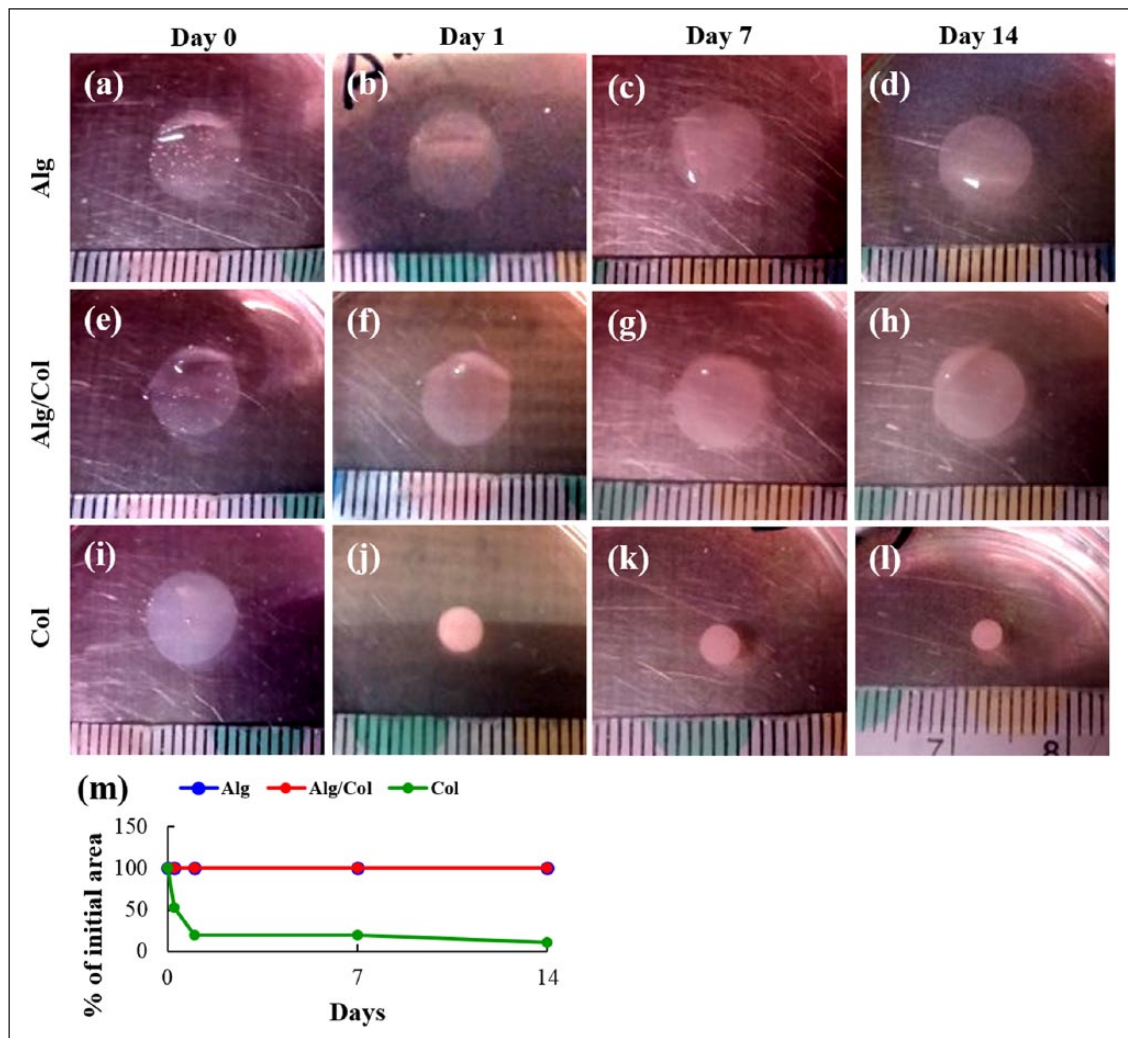 Day 0 Day 1 Day 7 Day 14
Alg
(a) (b) (c) (d)
Alg/Col
(e) (f) (g) (h)
Col
(i) (j) (k) (l)
7 8
(m) Alg Alg/Col Col
% of initial area
150
100
50
0
0 7 14
Days